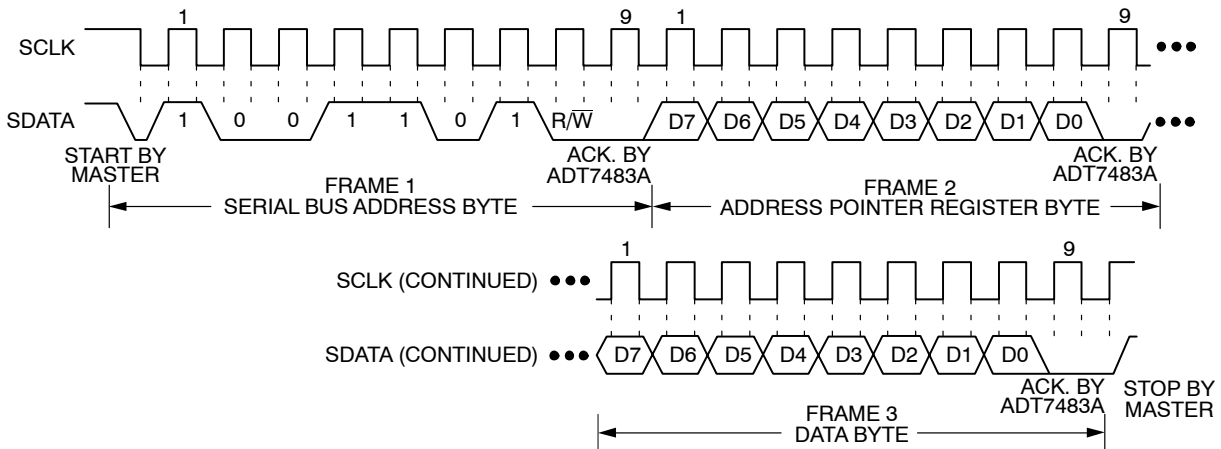 1 9 1 9
SCLK
SDATA
1 0 0 1 1 0 1 R/W̅ D7 D6 D5 D4 D3 D2 D1 D0
START BY
MASTER
ACK. BY
ADT7483A
ACK. BY
ADT7483A
FRAME 1
SERIAL BUS ADDRESS BYTE
FRAME 2
ADDRESS POINTER REGISTER BYTE
1 9
SCLK (CONTINUED)
SDATA (CONTINUED)
D7 D6 D5 D4 D3 D2 D1 D0
ACK. BY
ADT7483A
STOP BY
MASTER
FRAME 3
DATA BYTE